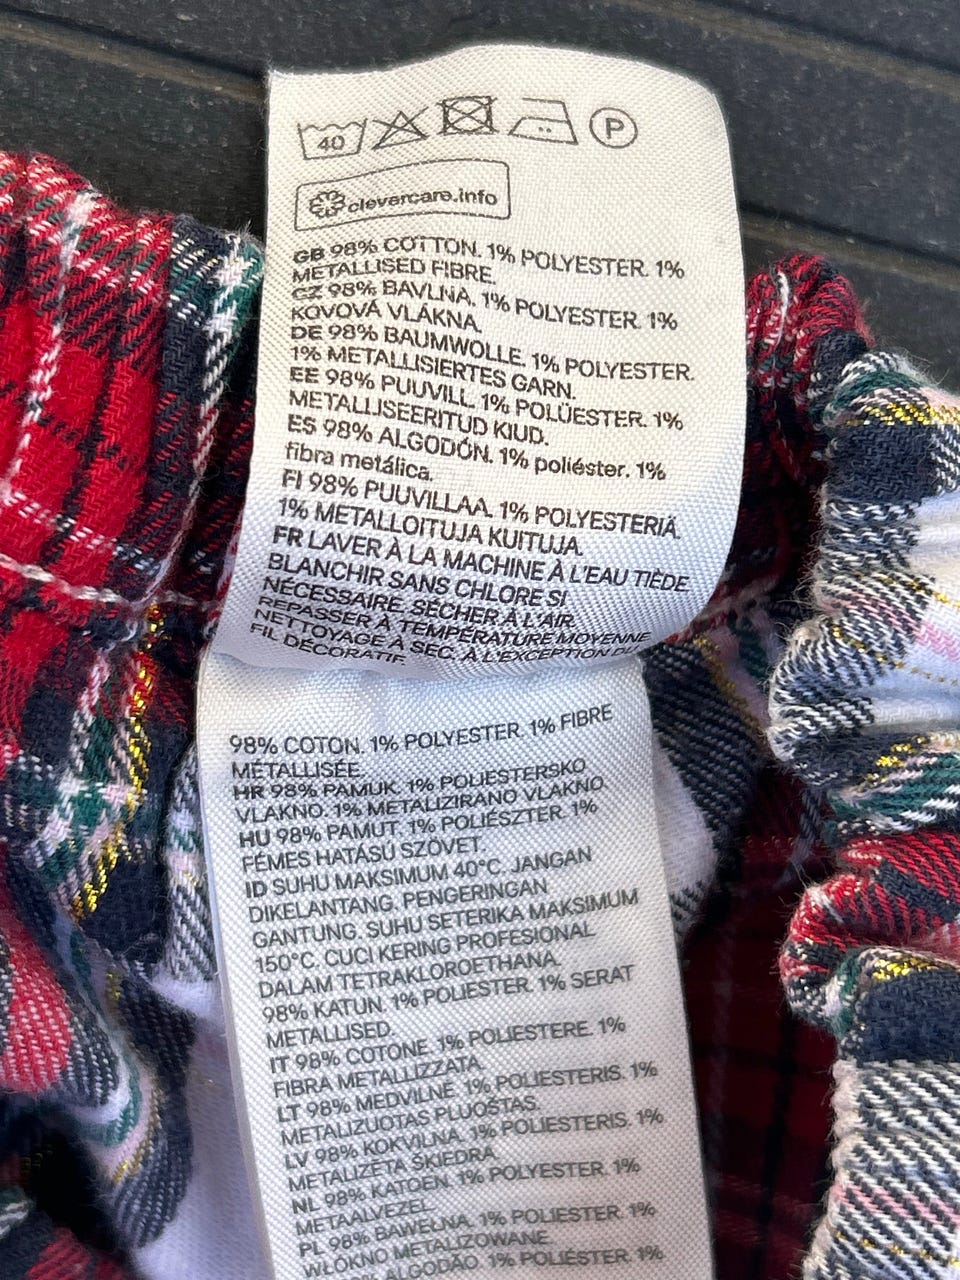 40 P
clevercare.info
GB 98% COTTON. 1% POLYESTER. 1%
METALLISED FIBRE.
CZ 98% BAVLNA. 1% POLYESTER. 1%
KOVOVÁ VLÁKNA.
DE 98% BAUMWOLLE. 1% POLYESTER.
1% METALLISIERTES GARN.
EE 98% PUUVILL. 1% POLÜESTER. 1%
METALLISEERITUD KIUD.
ES 98% ALGODÓN. 1% poliéster. 1%
fibra metálica.
FI 98% PUUVILLAA. 1% POLYESTERIÄ.
1% METALLOITUJA KUITUJA.
FR LAVER À LA MACHINE À L'EAU TIÈDE.
BLANCHIR SANS CHLORE SI
NÉCESSAIRE. SÉCHER À L'AIR.
REPASSER À TEMPÉRATURE MOYENNE.
NETTOYAGE À SEC. À L'EXCEPTION DU
FIL DÉCORATIF.
98% COTON. 1% POLYESTER. 1% FIBRE
MÉTALLISÉE.
HR 98% PAMUK. 1% POLIESTERSKO
VLAKNO. 1% METALIZIRANO VLAKNO.
HU 98% PAMUT. 1% POLIÉSZTER. 1%
FÉMES HATÁSÚ SZÖVET.
ID SUHU MAKSIMUM 40°C. JANGAN
DIKELANTANG. PENGERINGAN
GANTUNG. SUHU SETERIKA MAKSIMUM
150°C. CUCI KERING PROFESIONAL
DALAM TETRAKLOROETHANA.
98% KATUN. 1% POLIESTER. 1% SERAT
METALLISED.
IT 98% COTONE. 1% POLIESTERE. 1%
FIBRA METALLIZZATA.
LT 98% MEDVILNĖ. 1% POLIESTERIS. 1%
METALIZUOTAS PLUOŠTAS.
LV 98% KOKVILNA. 1% POLIESTERIS. 1%
METALIZĒTA ŠĶIEDRA.
NL 98% KATOEN. 1% POLYESTER. 1%
METAALVEZEL.
PL 98% BAWEŁNA. 1% POLIESTER. 1%
WŁÓKNO METALIZOWANE.
ALGODÃO. 1% POLIÉSTER. 1%